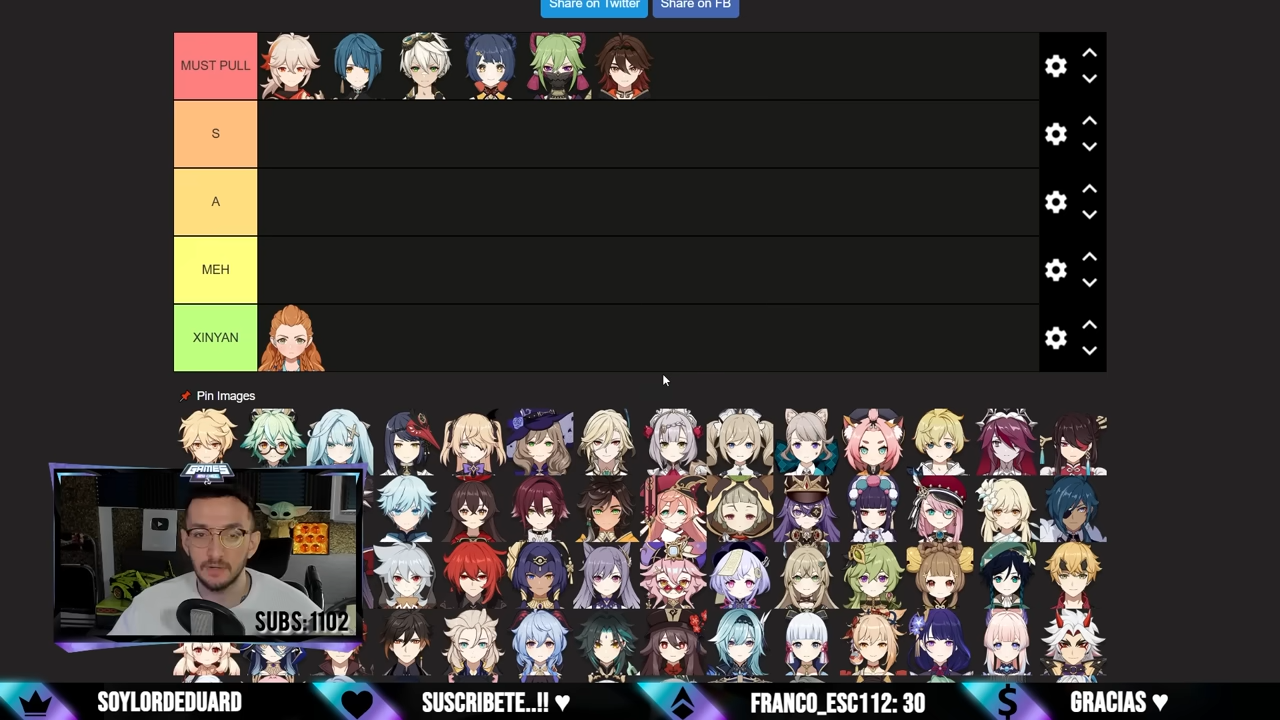 Share on Twitter
Share on FB
MUST PULL
S
A
MEH
XINYAN
Pin Images
GAMES
SUBS:1102
SOYLORDEDUARD
SUSCRIBETE..!! ♥
FRANCO_ESC112: 30
GRACIAS ♥